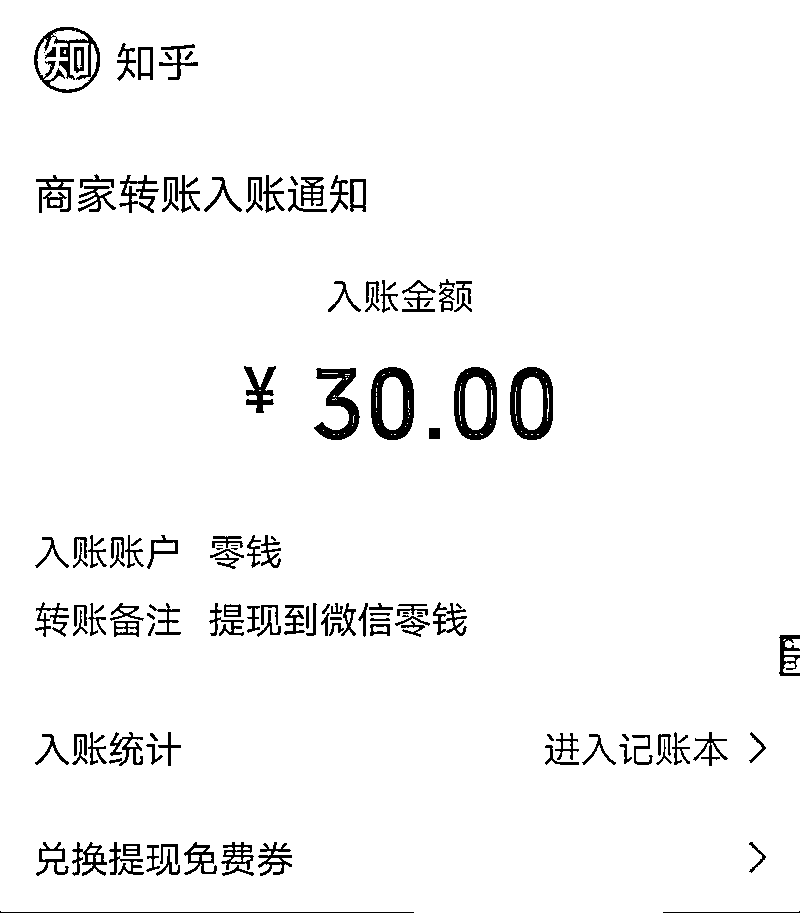 知 知乎
商家转账入账通知
入账金额
¥ 30.00
入账账户 零钱
转账备注 提现到微信零钱
入账统计 进入记账本
兑换提现免费券